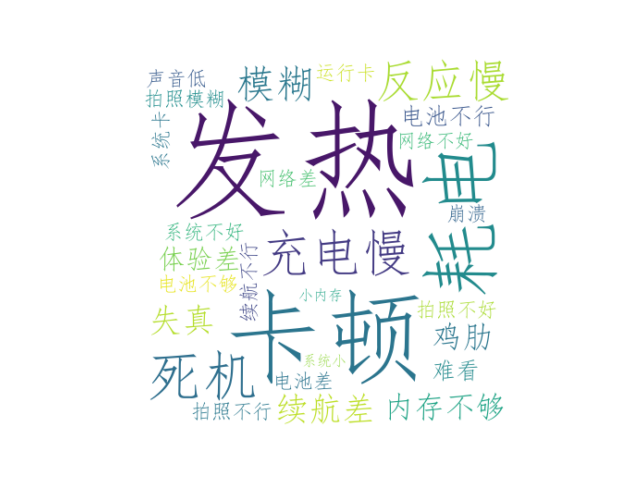 声音低
模糊
运行卡
反应慢
拍照模糊
系统卡
发热
电池不行
网络不好
耗电
网络差
崩溃
系统不好
体验差
续航不行
充电慢
电池不够
小内存
失真
卡顿
拍照不好
鸡肋
死机
系统小
难看
电池差
拍照不行
续航差
内存不够